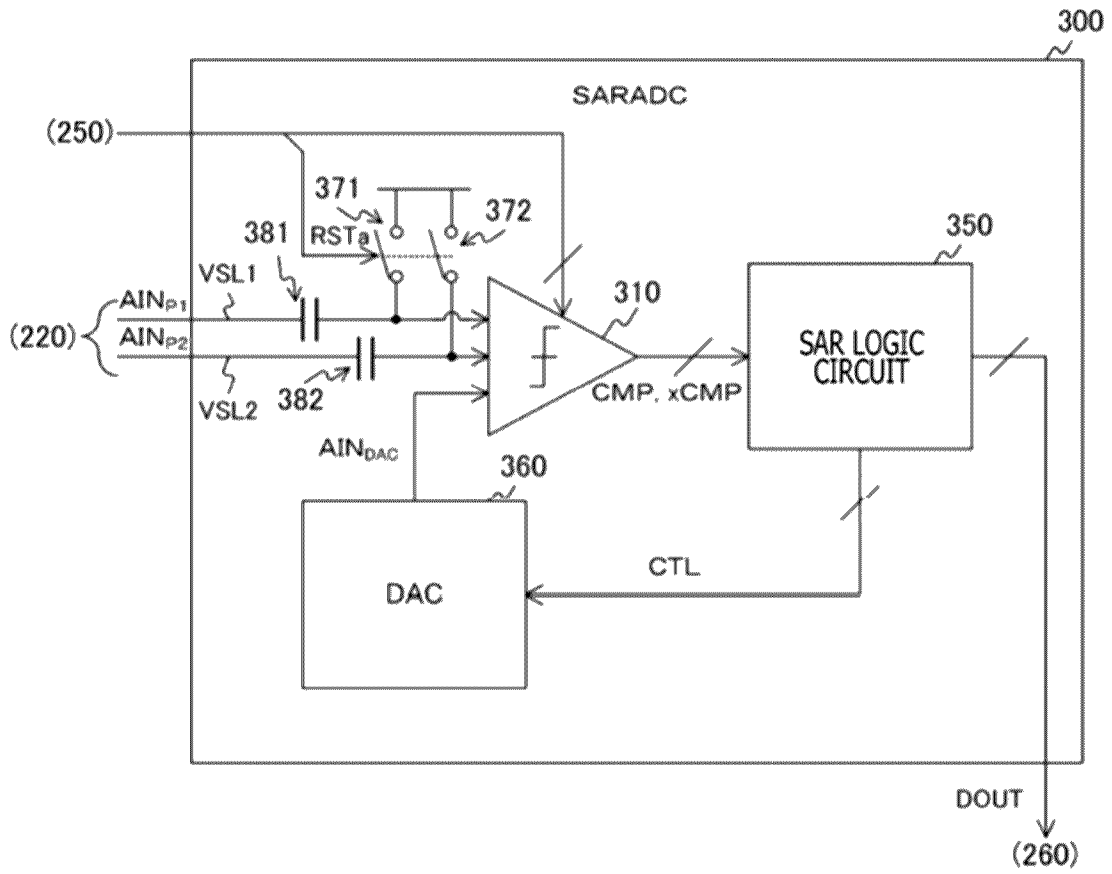 300
SARADC
(250)
371
372
381
RSTa
350
VSL1
310
AINP1
(220)
AINP2
SAR LOGIC
CIRCUIT
382
CMP, xCMP
VSL2
AINDAC
360
CTL
DAC
DOUT
(260)